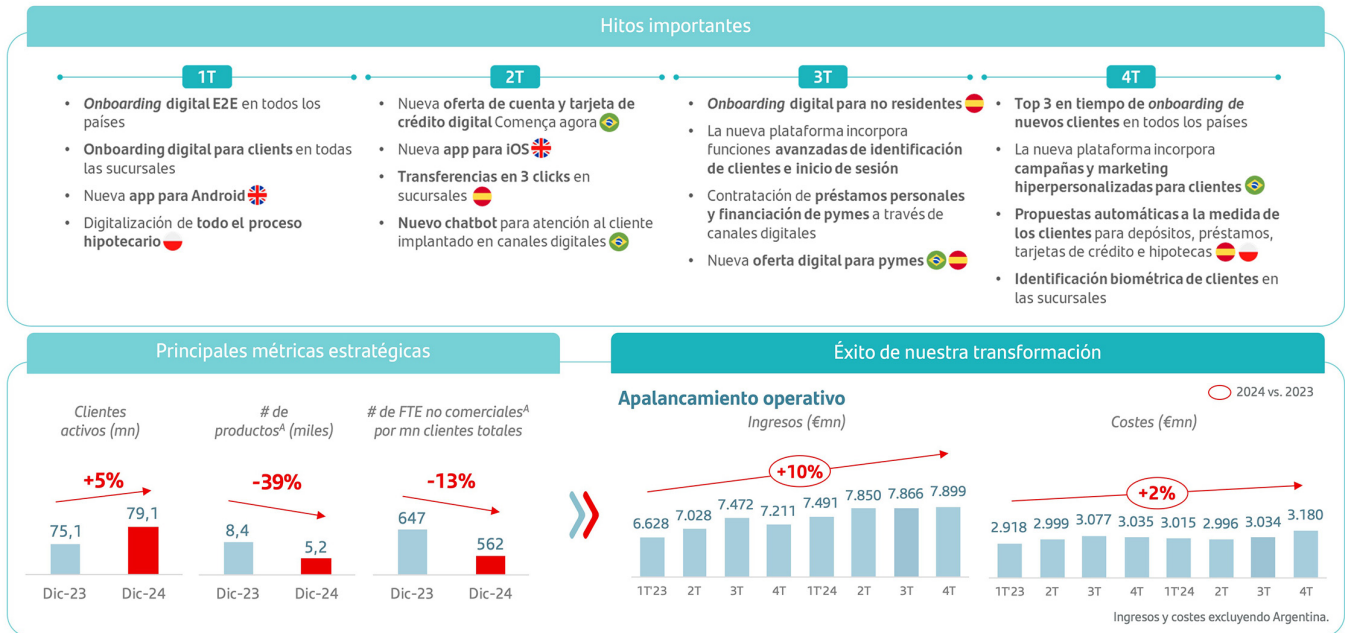 Hitos importantes
1T
• Onboarding digital E2E en todos los
países
• Onboarding digital para clients en todas
las sucursales
• Nueva app para Android
• Digitalización de todo el proceso
hipotecario
2T
• Nueva oferta de cuenta y tarjeta de
crédito digital Comença agora
• Nueva app para iOS
• Transferencias en 3 clicks en
sucursales
• Nuevo chatbot para atención al cliente
implantado en canales digitales
3T
• Onboarding digital para no residentes
• La nueva plataforma incorpora
funciones avanzadas de identificación
de clientes e inicio de sesión
• Contratación de préstamos personales
y financiación de pymes a través de
canales digitales
• Nueva oferta digital para pymes
4T
• Top 3 en tiempo de onboarding de
nuevos clientes en todos los países
• La nueva plataforma incorpora
campañas y marketing
hiperpersonalizadas para clientes
• Propuestas automáticas a la medida de
los clientes para depósitos, préstamos,
tarjetas de crédito e hipotecas
• Identificación biométrica de clientes en
las sucursales
Principales métricas estratégicas
Clientes
activos (mn)
+5%
75,1 79,1
Dic-23 Dic-24
# de
productosA (miles)
-39%
8,4 5,2
Dic-23 Dic-24
# de FTE no comercialesA
por mn clientes totales
-13%
647 562
Dic-23 Dic-24
Éxito de nuestra transformación
Apalancamiento operativo
2024 vs. 2023
Ingresos (€mn)
+10%
6.628 7.028 7.472 7.211 7.491 7.850 7.866 7.899
1T'23 2T 3T 4T 1T'24 2T 3T 4T
Costes (€mn)
+2%
2.918 2.999 3.077 3.035 3.015 2.996 3.034 3.180
1T'23 2T 3T 4T 1T'24 2T 3T 4T
Ingresos y costes excluyendo Argentina.